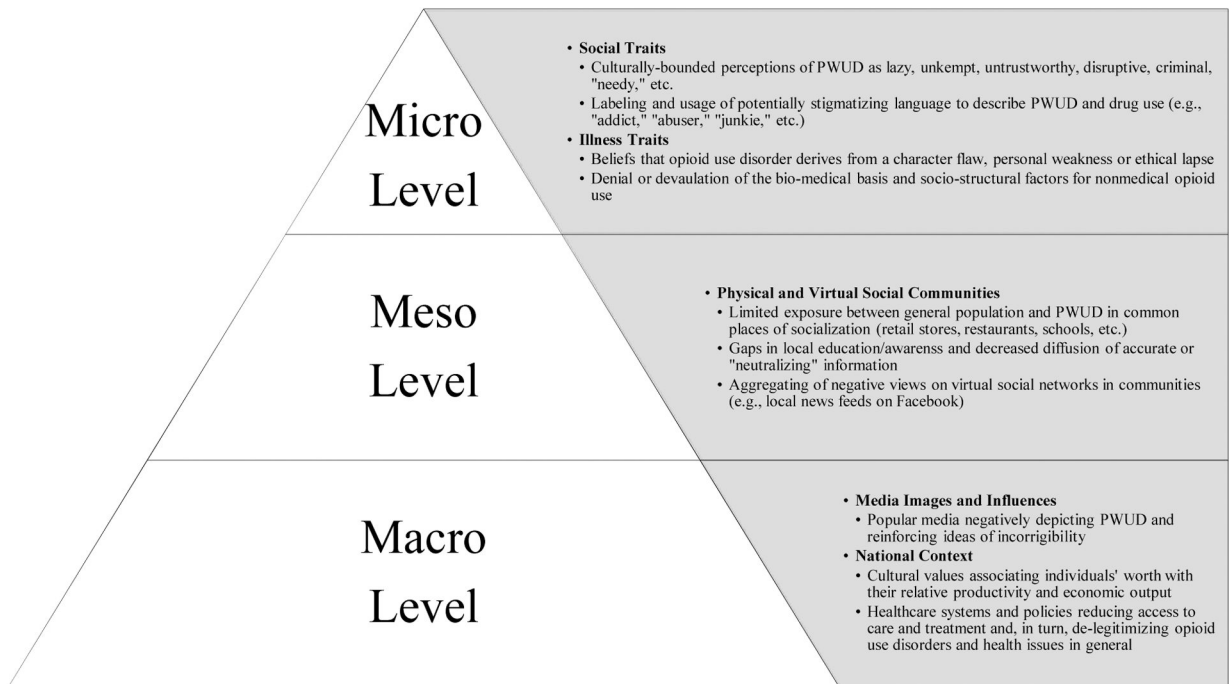 Micro
Level
• Social Traits
• Culturally-bounded perceptions of PWUD as lazy, unkempt, untrustworthy, disruptive, criminal,
"needy," etc.
• Labeling and usage of potentially stigmatizing language to describe PWUD and drug use (e.g.,
"addict," "abuser," "junkie," etc.)
• Illness Traits
• Beliefs that opioid use disorder derives from a character flaw, personal weakness or ethical lapse
• Denial or devaulation of the bio-medical basis and socio-structural factors for nonmedical opioid
use
Meso
Level
• Physical and Virtual Social Communities
• Limited exposure between general population and PWUD in common
places of socialization (retail stores, restaurants, schools, etc.)
• Gaps in local education/awarenss and decreased diffusion of accurate or
"neutralizing" information
• Aggregating of negative views on virtual social networks in communities
(e.g., local news feeds on Facebook)
Macro
Level
• Media Images and Influences
• Popular media negatively depicting PWUD and
reinforcing ideas of incorrigibility
• National Context
• Cultural values associating individuals' worth with
their relative productivity and economic output
• Healthcare systems and policies reducing access to
care and treatment and, in turn, de-legitimizing opioid
use disorders and health issues in general